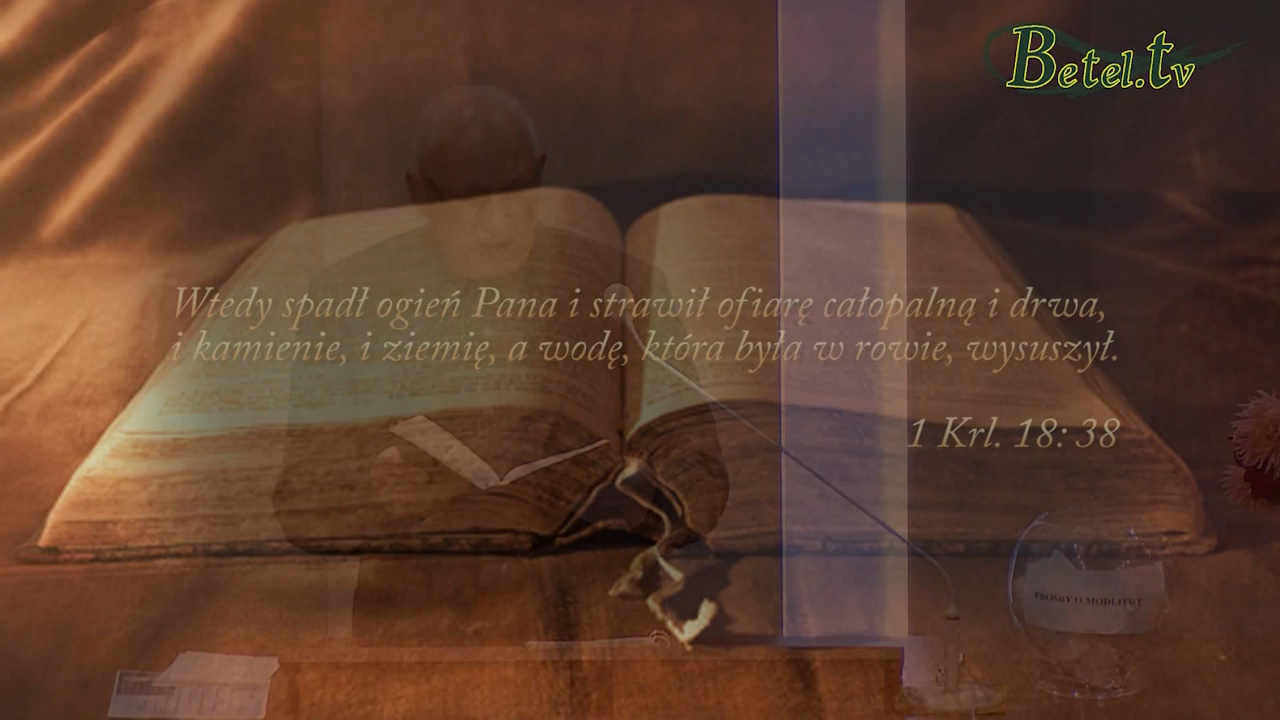 Betel.tv
Wtedy spadł ogień Pana i strawił ofiarę całopalną i drwa,
i kamienie, i ziemię, a wodę, która była w rowie, wysuszył.
1 Krl. 18: 38
PROŚBY O MODLITWĘ